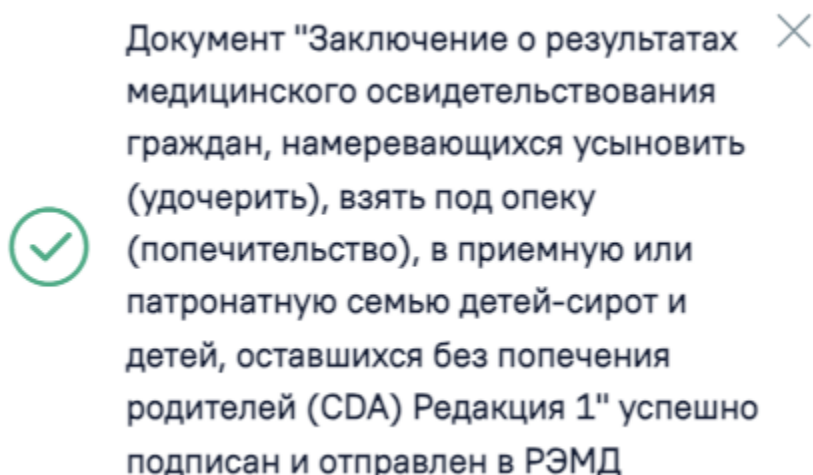 Документ "Заключение о результатах
медицинского освидетельствования
граждан, намеревающихся усыновить
(удочерить), взять под опеку
(попечительство), в приемную или
патронатную семью детей-сирот и
детей, оставшихся без попечения
родителей (CDA) Редакция 1" успешно
подписан и отправлен в РЭМД